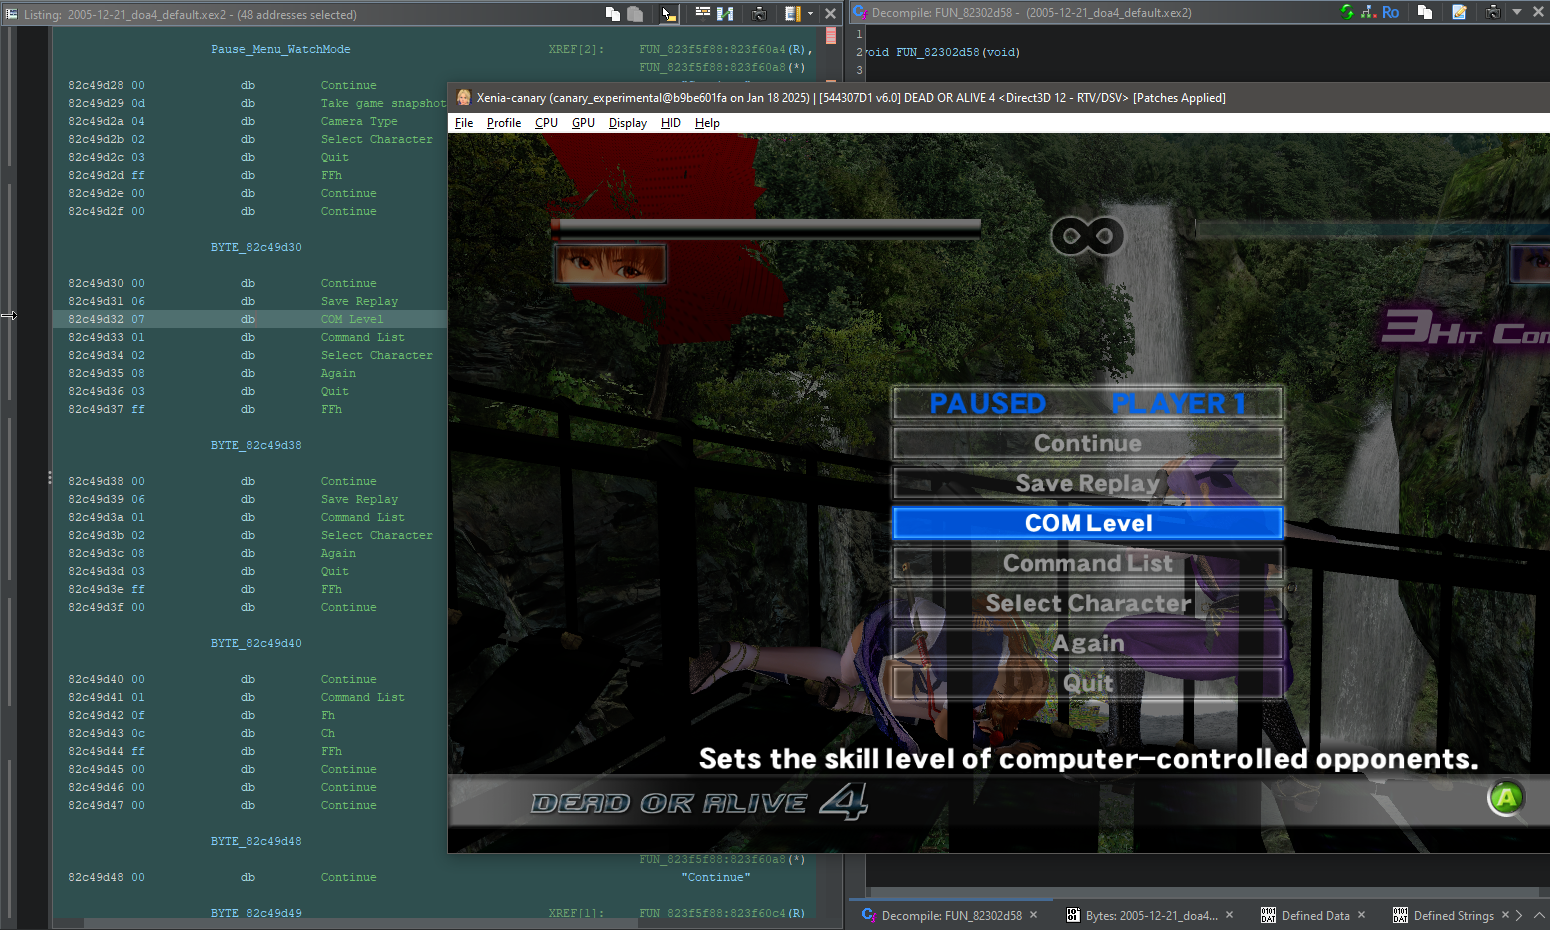 Listing: 2005-12-21_doa4_default.xex2 - (48 addresses selected)
Pause_Menu_WatchMode XREF[2]: FUN_823f5f88:823f60a4(R),
FUN_823f5f88:823f60a8(*)
82c49d28 00 db Continue
82c49d29 0d db Take game snapshot
82c49d2a 04 db Camera Type
82c49d2b 02 db Select Character
82c49d2c 03 db Quit
82c49d2d ff db FFh
82c49d2e 00 db Continue
82c49d2f 00 db Continue
BYTE_82c49d30
82c49d30 00 db Continue
82c49d31 06 db Save Replay
82c49d32 07 db COM Level
82c49d33 01 db Command List
82c49d34 02 db Select Character
82c49d35 08 db Again
82c49d36 03 db Quit
82c49d37 ff db FFh
BYTE_82c49d38
82c49d38 00 db Continue
82c49d39 06 db Save Replay
82c49d3a 01 db Command List
82c49d3b 02 db Select Character
82c49d3c 08 db Again
82c49d3d 03 db Quit
82c49d3e ff db FFh
82c49d3f 00 db Continue
BYTE_82c49d40
82c49d40 00 db Continue
82c49d41 01 db Command List
82c49d42 0f db Fh
82c49d43 0c db Ch
82c49d44 ff db FFh
82c49d45 00 db Continue
82c49d46 00 db Continue
82c49d47 00 db Continue
BYTE_82c49d48
FUN_823f5f88:823f60a8(*)
82c49d48 00 db Continue "Continue"
BYTE_82c49d49 XREF[1]: FUN_823f5f88:823f60c4(R)
Decompile: FUN_82302d58 - (2005-12-21_doa4_default.xex2)
Ro
1
2 void FUN_82302d58(void)
3
Xenia-canary (canary_experimental@b9be601fa on Jan 18 2025) | [544307D1 v6.0] DEAD OR ALIVE 4 <Direct3D 12 - RTV/DSV> [Patches Applied]
File Profile CPU GPU Display HID Help
3 HIT COM
PAUSED PLAYER 1
Continue
Save Replay
COM Level
Command List
Select Character
Again
Quit
Sets the skill level of computer-controlled opponents.
DEAD OR ALIVE 4
A
Decompile: FUN_82302d58 × Bytes: 2005-12-21_doa4... × Defined Data × Defined Strings ×